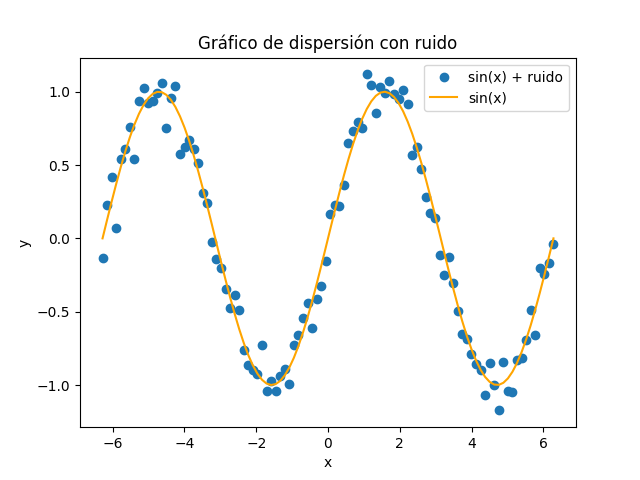 Gráfico de dispersión con ruido
sin(x) + ruido
sin(x)
1.0
0.5
0.0
−0.5
−1.0
y
−6
−4
−2
0
2
4
6
x